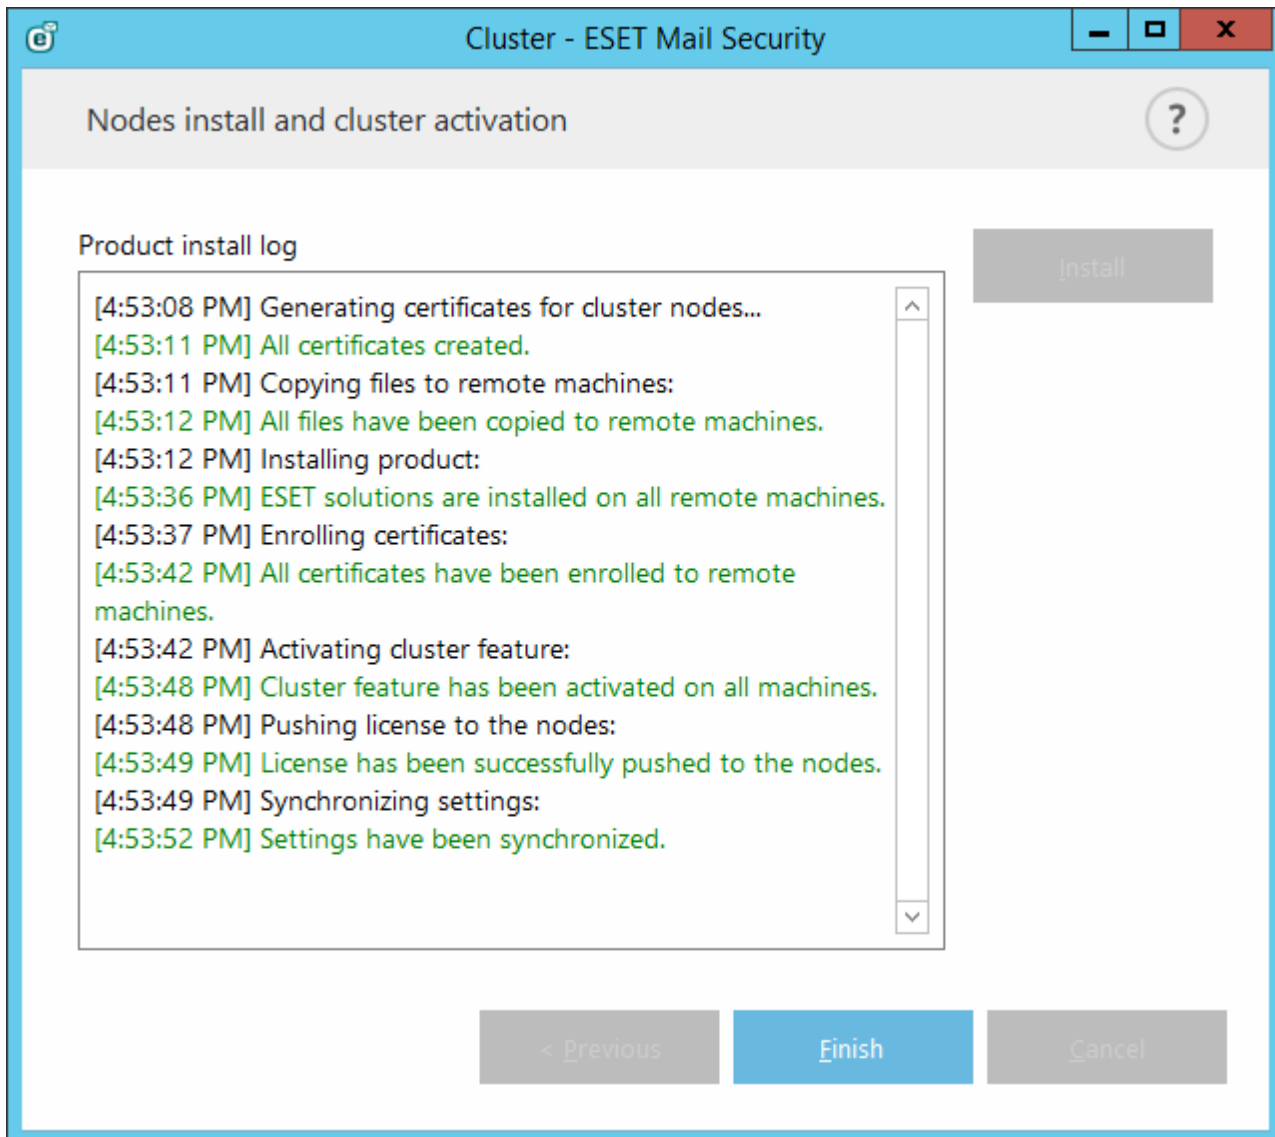 Cluster - ESET Mail Security
Nodes install and cluster activation
?
Product install log
Install
[4:53:08 PM] Generating certificates for cluster nodes...
[4:53:11 PM] All certificates created.
[4:53:11 PM] Copying files to remote machines:
[4:53:12 PM] All files have been copied to remote machines.
[4:53:12 PM] Installing product:
[4:53:36 PM] ESET solutions are installed on all remote machines.
[4:53:37 PM] Enrolling certificates:
[4:53:42 PM] All certificates have been enrolled to remote
machines.
[4:53:42 PM] Activating cluster feature:
[4:53:48 PM] Cluster feature has been activated on all machines.
[4:53:48 PM] Pushing license to the nodes:
[4:53:49 PM] License has been successfully pushed to the nodes.
[4:53:49 PM] Synchronizing settings:
[4:53:52 PM] Settings have been synchronized.
< Previous
Finish
Cancel